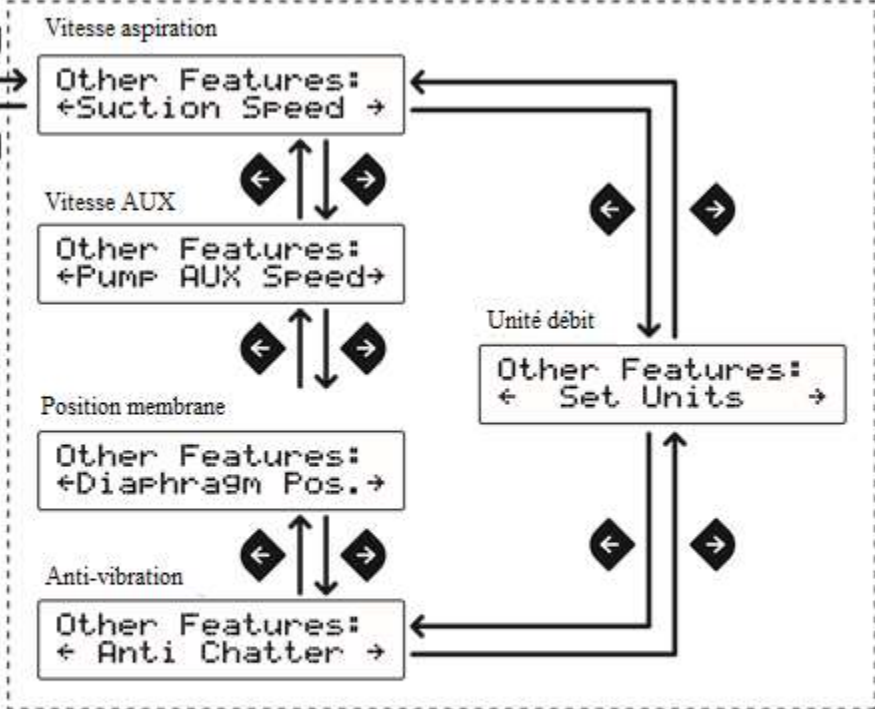 Vitesse aspiration
Other Features:
←Suction Speed →
Vitesse AUX
Other Features:
←Pump AUX Speed→
Unité débit
Other Features:
← Set Units →
Position membrane
Other Features:
←Diaphragm Pos.→
Anti-vibration
Other Features:
← Anti Chatter →